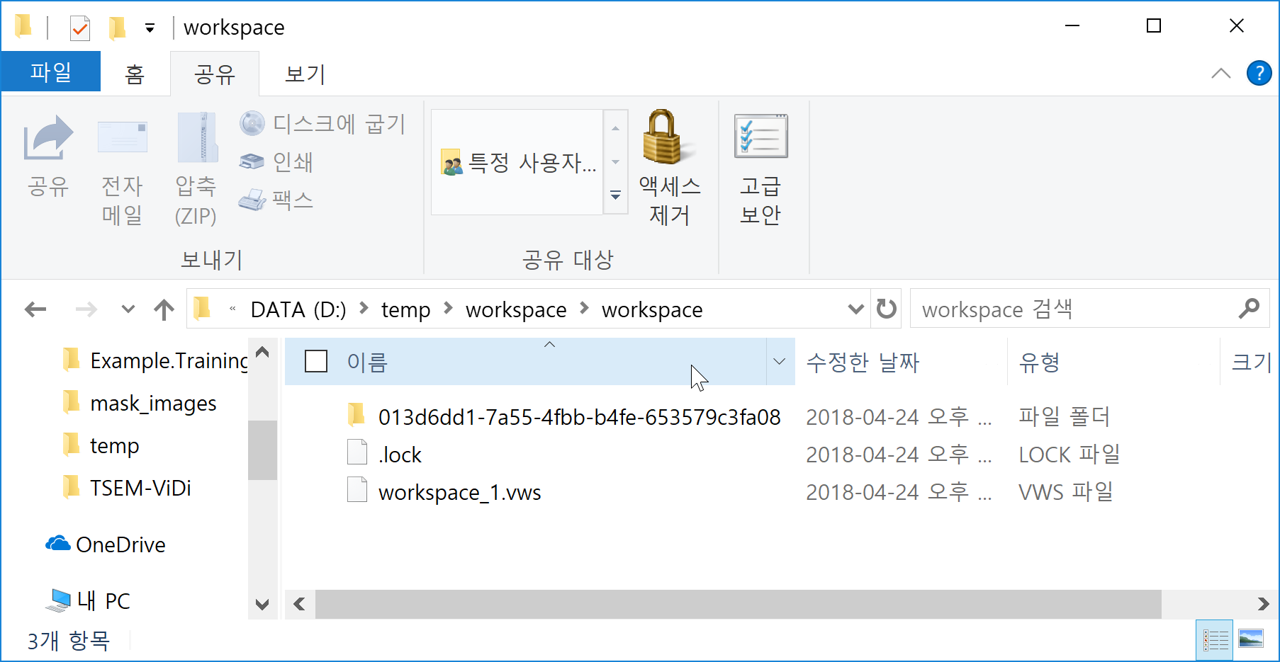 workspace
파일 홈 공유 보기
공유
전자 메일
압축 (ZIP)
디스크에 굽기
인쇄
팩스
보내기
특정 사용자...
액세스 제거
공유 대상
고급 보안
« DATA (D:) > temp > workspace > workspace
workspace 검색
Example.Training
mask_images
temp
TSEM-ViDi
OneDrive
내 PC
이름 수정한 날짜 유형 크기
013d6dd1-7a55-4fbb-b4fe-653579c3fa08 2018-04-24 오후 ... 파일 폴더
.lock 2018-04-24 오후 ... LOCK 파일
workspace_1.vws 2018-04-24 오후 ... VWS 파일
3개 항목